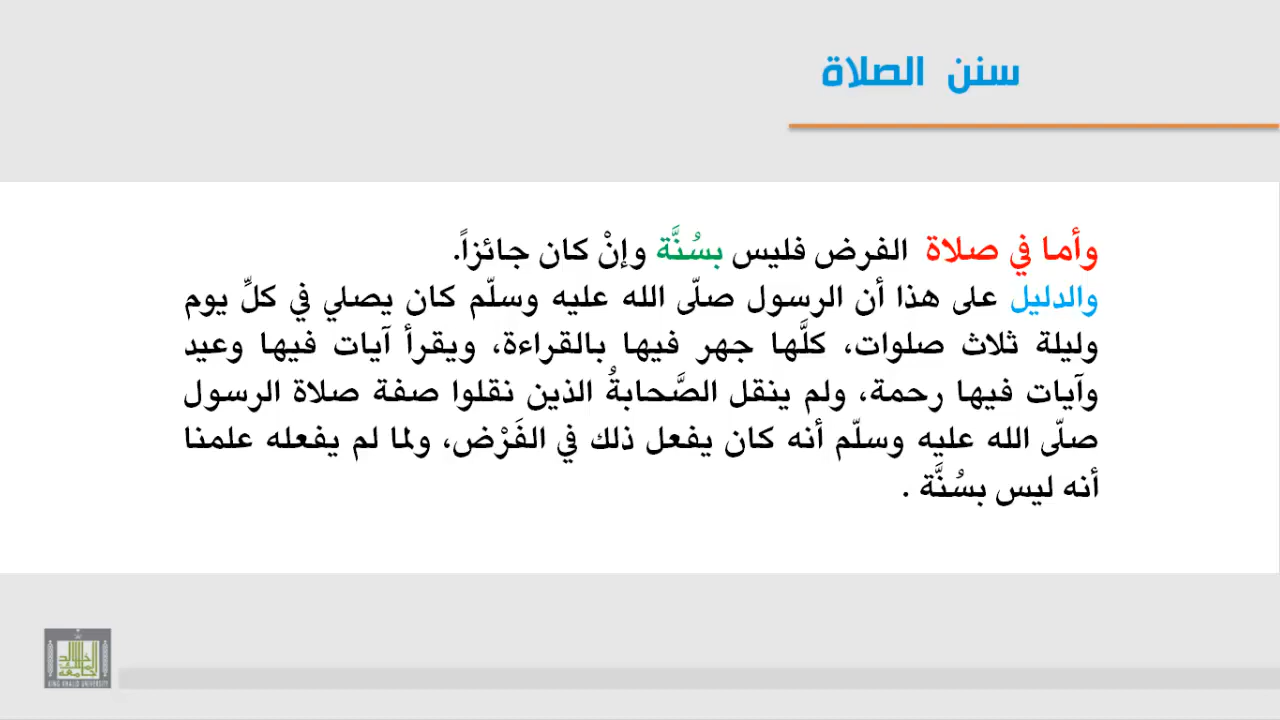 سنن الصلاة
وأما في صلاة الفرض فليس بسُنَّة وإنْ كان جائزاً.
والدليل على هذا أن الرسول صلّى الله عليه وسلّم كان يصلي في كلِّ يوم
وليلة ثلاث صلوات، كلَّها جهر فيها بالقراءة، ويقرأ آيات فيها وعيد
وآيات فيها رحمة، ولم ينقل الصَّحابةُ الذين نقلوا صفة صلاة الرسول
صلّى الله عليه وسلّم أنه كان يفعل ذلك في الفَرْض، ولما لم يفعله علمنا
أنه ليس بسُنَّة .
KING KHALID UNIVERSITY